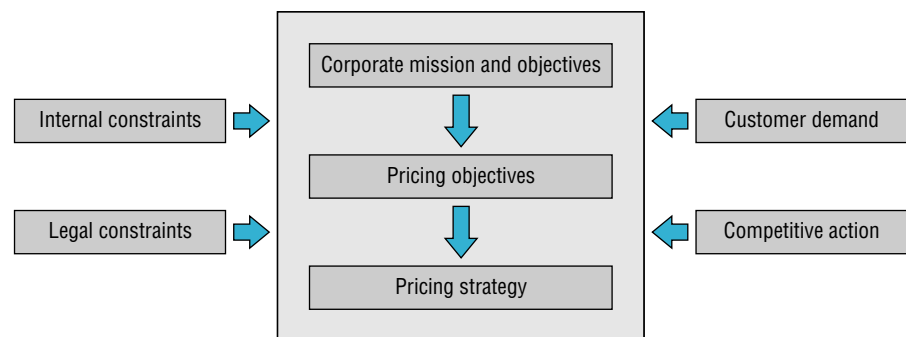 Corporate mission and objectives
Internal constraints
Customer demand
Pricing objectives
Legal constraints
Competitive action
Pricing strategy